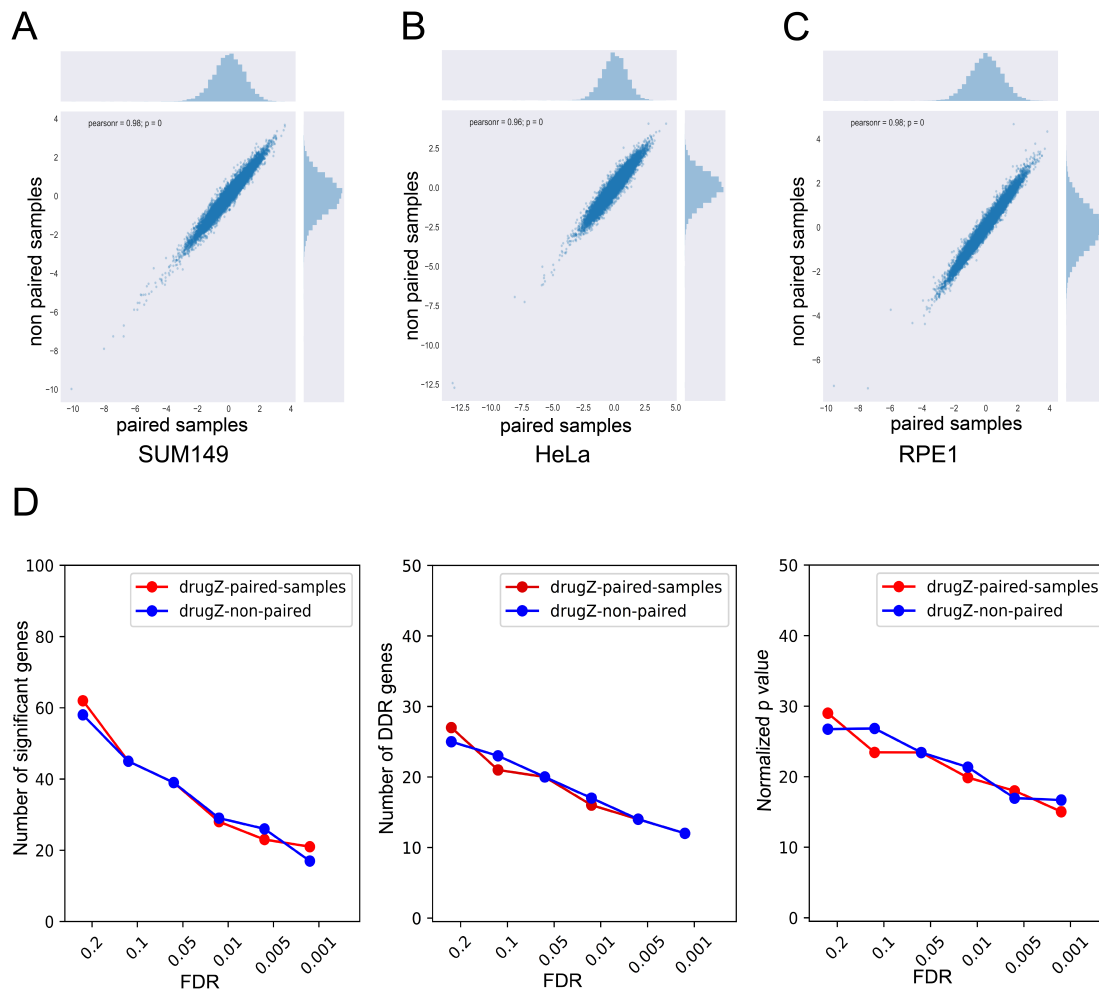 A
B
C
pearsonr = 0.98; p = 0
pearsonr = 0.96; p = 0
pearsonr = 0.98; p = 0
non paired samples
4
2
0
−2
−4
−6
−8
−10
−10
−8
−6
−4
−2
0
2
4
paired samples
SUM149
non paired samples
2.5
0.0
−2.5
−5.0
−7.5
−10.0
−12.5
−12.5
−10.0
−7.5
−5.0
−2.5
0.0
2.5
5.0
paired samples
HeLa
non paired samples
4
2
0
−2
−4
−6
−10
−8
−6
−4
−2
0
2
4
paired samples
RPE1
D
drugZ-paired-samples
drugZ-non-paired
Number of significant genes
100
80
60
40
20
0
0.2
0.1
0.05
0.01
0.005
0.001
FDR
drugZ-paired-samples
drugZ-non-paired
Number of DDR genes
50
40
30
20
10
0
0.2
0.1
0.05
0.01
0.005
0.001
FDR
drugZ-paired-samples
drugZ-non-paired
Normalized p value
50
40
30
20
10
0
0.2
0.1
0.05
0.01
0.005
0.001
FDR